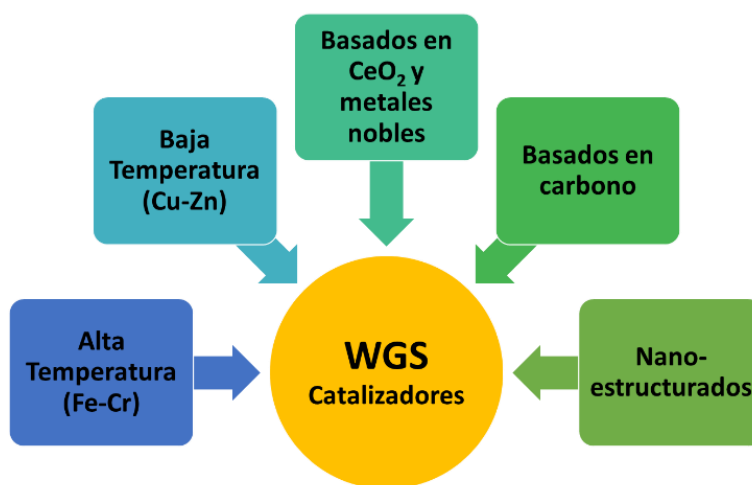 Basados en
CeO₂ y
metales
nobles
Baja
Temperatura
(Cu-Zn)
Basados en
carbono
Alta
Temperatura
(Fe-Cr)
WGS
Catalizadores
Nano-
estructurados